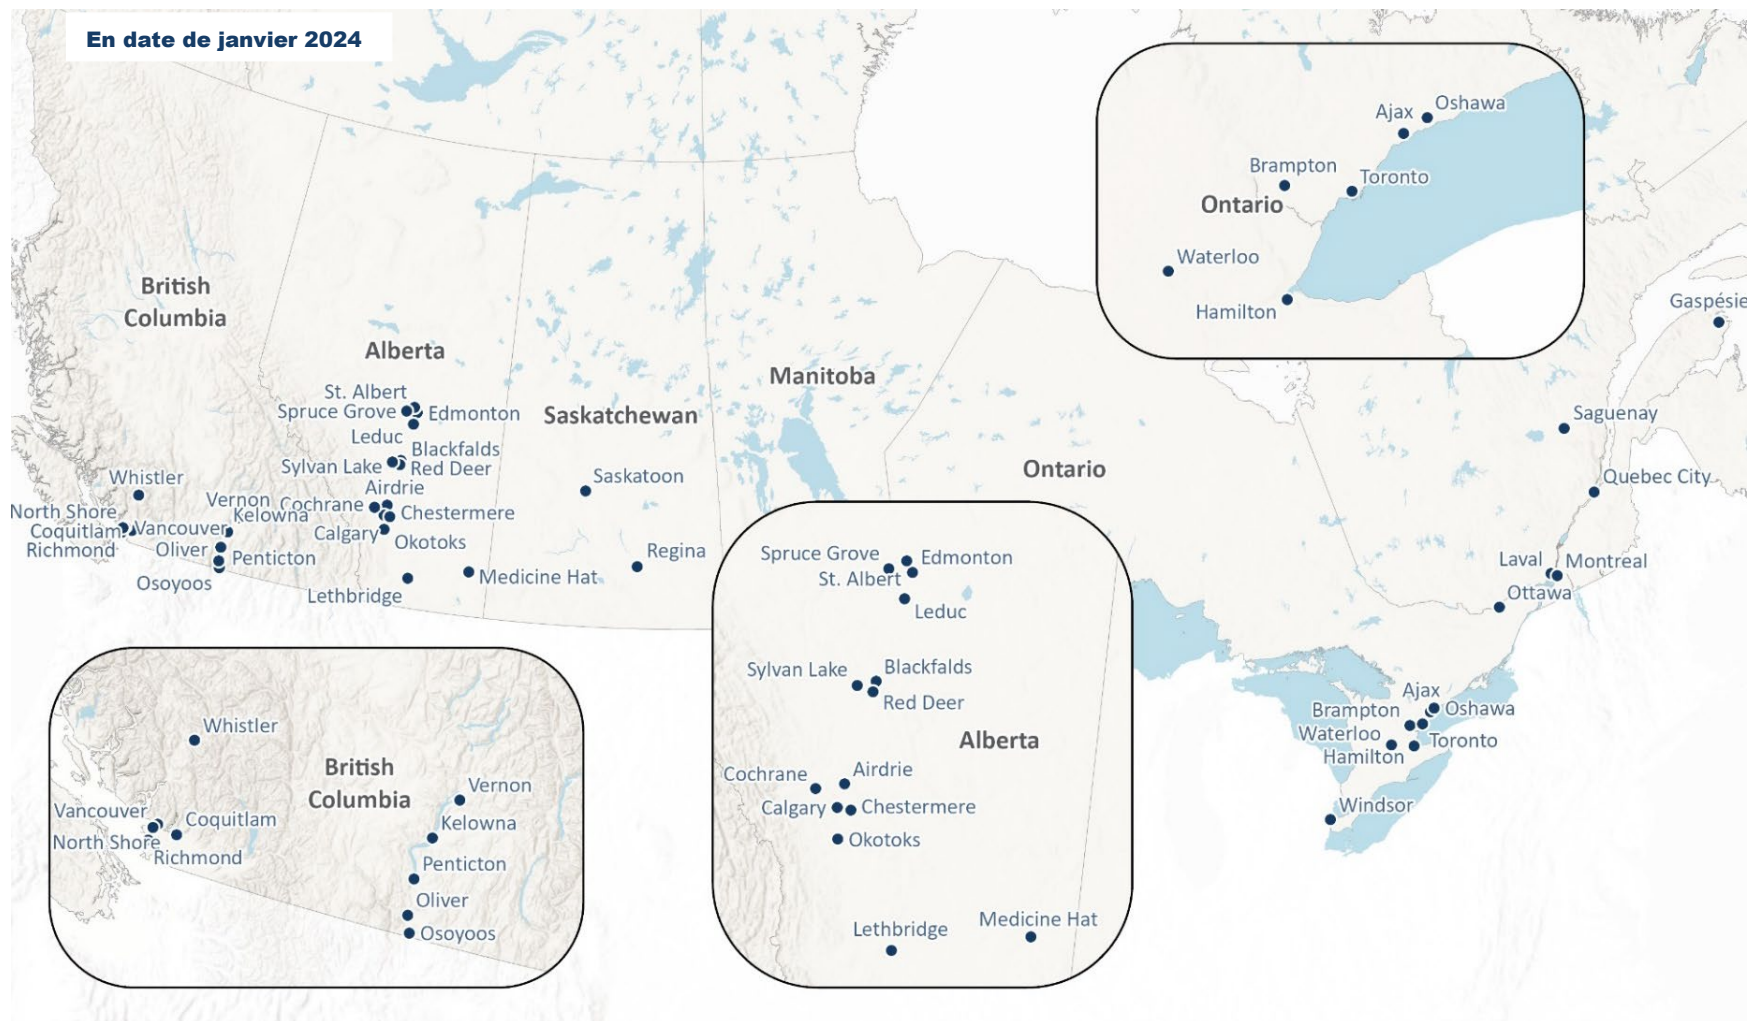 En date de janvier 2024
Ajax
Oshawa
Brampton
Toronto
Ontario
Waterloo
Hamilton
Gaspésie
British
Columbia
Alberta
Manitoba
Saskatchewan
Ontario
St. Albert
Spruce Grove
Edmonton
Leduc
Blackfalds
Sylvan Lake
Red Deer
Airdrie
Cochrane
Chestermere
Calgary
Okotoks
Lethbridge
Medicine Hat
Saskatoon
Regina
Whistler
North Shore
Coquitlam
Vancouver
Richmond
Vernon
Kelowna
Oliver
Penticton
Osoyoos
Saguenay
Quebec City
Laval
Montreal
Ottawa
Ajax
Oshawa
Brampton
Waterloo
Toronto
Hamilton
Windsor
Spruce Grove
Edmonton
St. Albert
Leduc
Sylvan Lake
Blackfalds
Red Deer
Alberta
Cochrane
Airdrie
Calgary
Chestermere
Okotoks
Lethbridge
Medicine Hat
Whistler
British
Columbia
Vernon
Vancouver
Coquitlam
Kelowna
North Shore
Richmond
Penticton
Oliver
Osoyoos